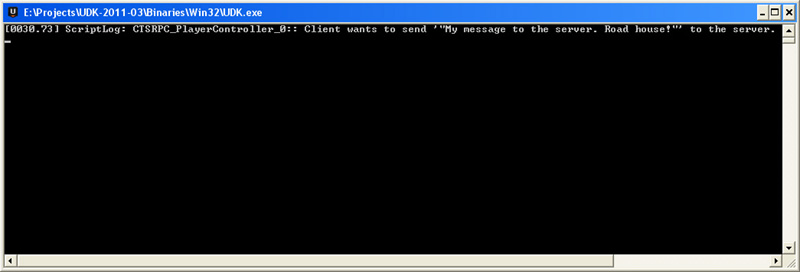 E:\Projects\UDK-2011-03\Binaries\Win32\UDK.exe
[0030.73] ScriptLog: CTSRPC_PlayerController_0:: Client wants to send '"My message to the server. Road house!"' to the server.